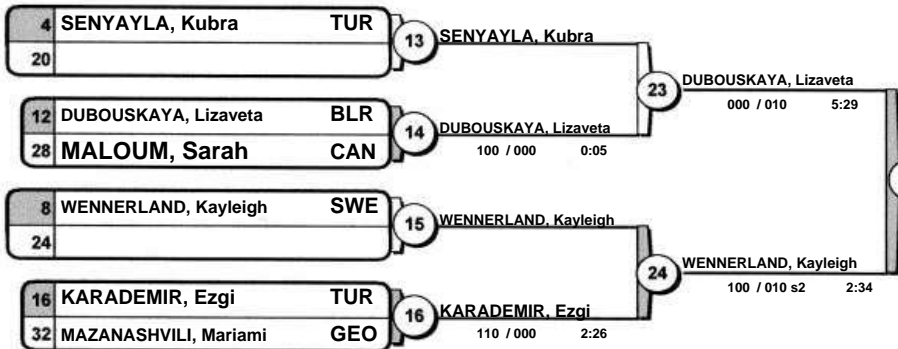 4 SENYAYLA, Kubra TUR
20
13
SENYAYLA, Kubra
12 DUBOUSKAYA, Lizaveta BLR
28 MALOUM, Sarah CAN
14
DUBOUSKAYA, Lizaveta
100 / 000 0:05
23
DUBOUSKAYA, Lizaveta
000 / 010 5:29
8 WENNERLAND, Kayleigh SWE
24
15
WENNERLAND, Kayleigh
16 KARADEMIR, Ezgi TUR
32 MAZANASHVILI, Mariami GEO
16
KARADEMIR, Ezgi
110 / 000 2:26
24
WENNERLAND, Kayleigh
100 / 010 s2 2:34